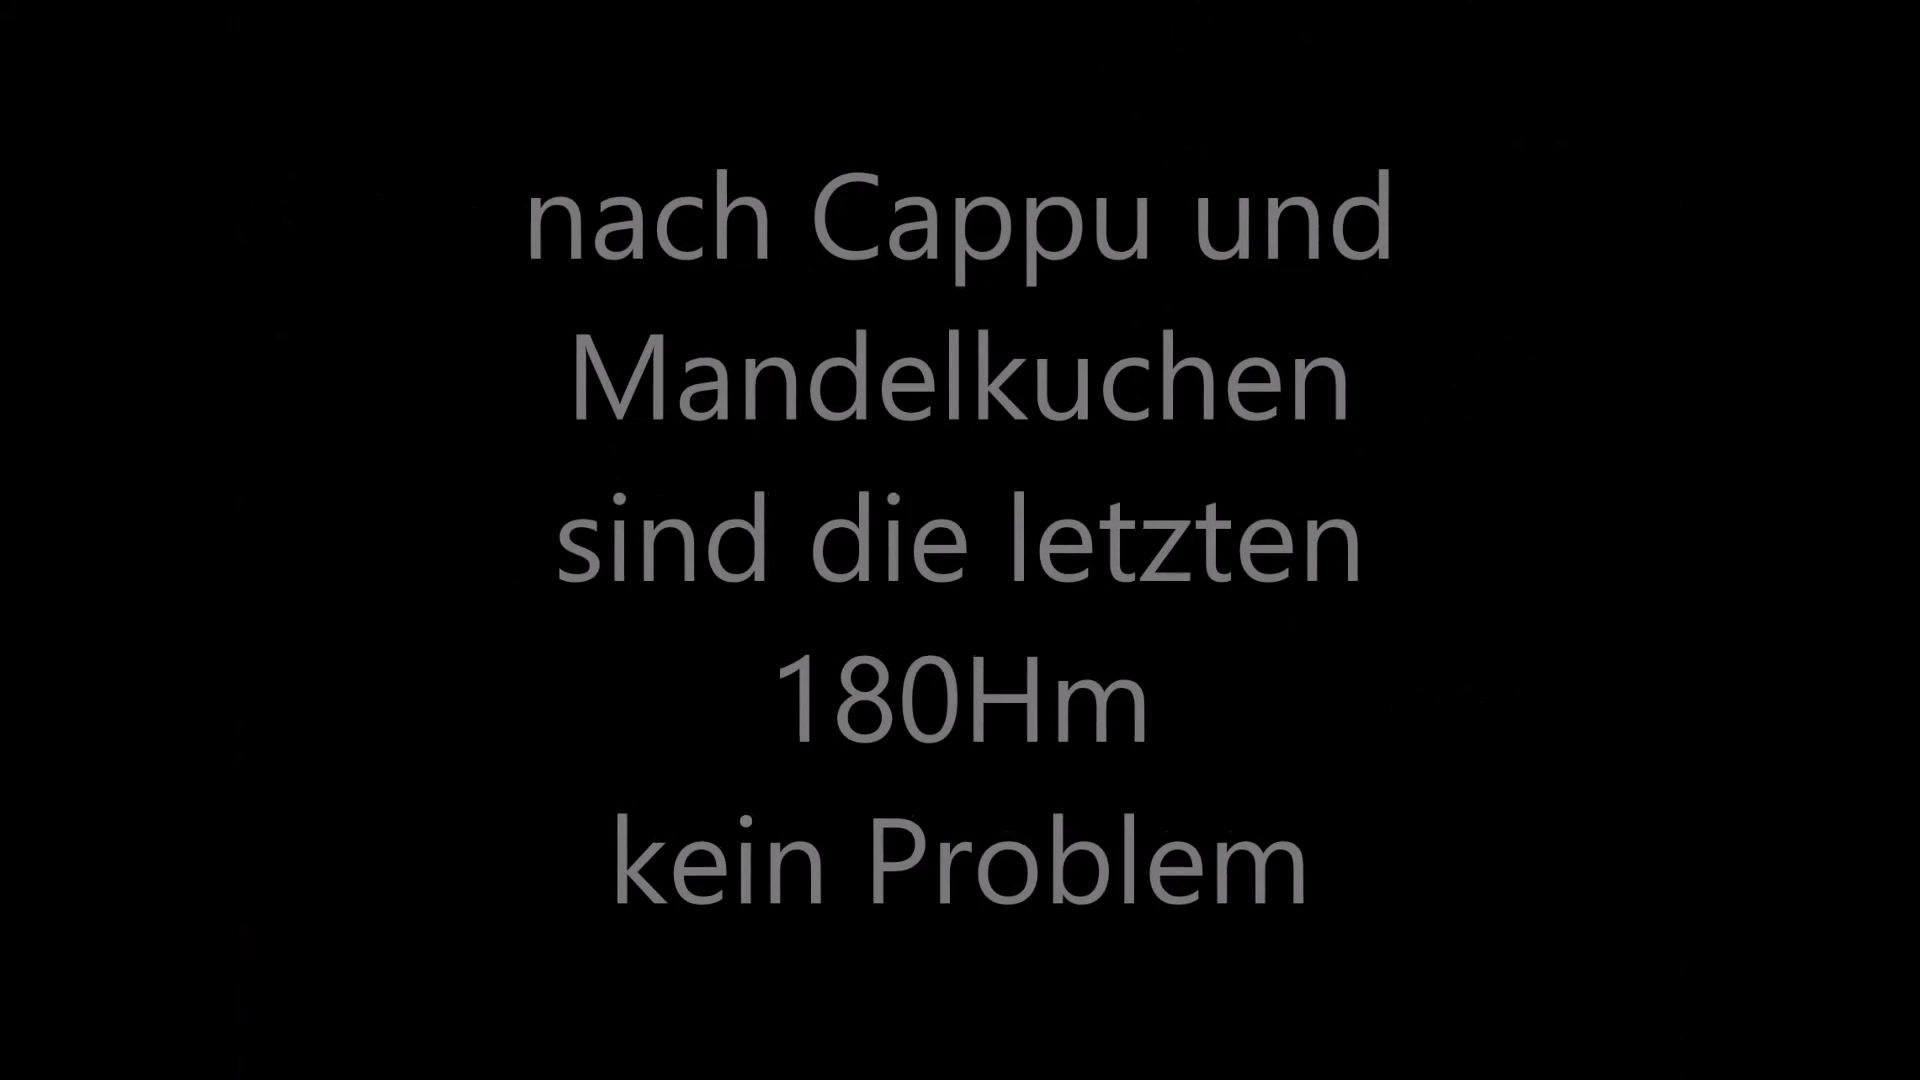 nach Cappu und
Mandelkuchen
sind die letzten
180Hm
kein Problem